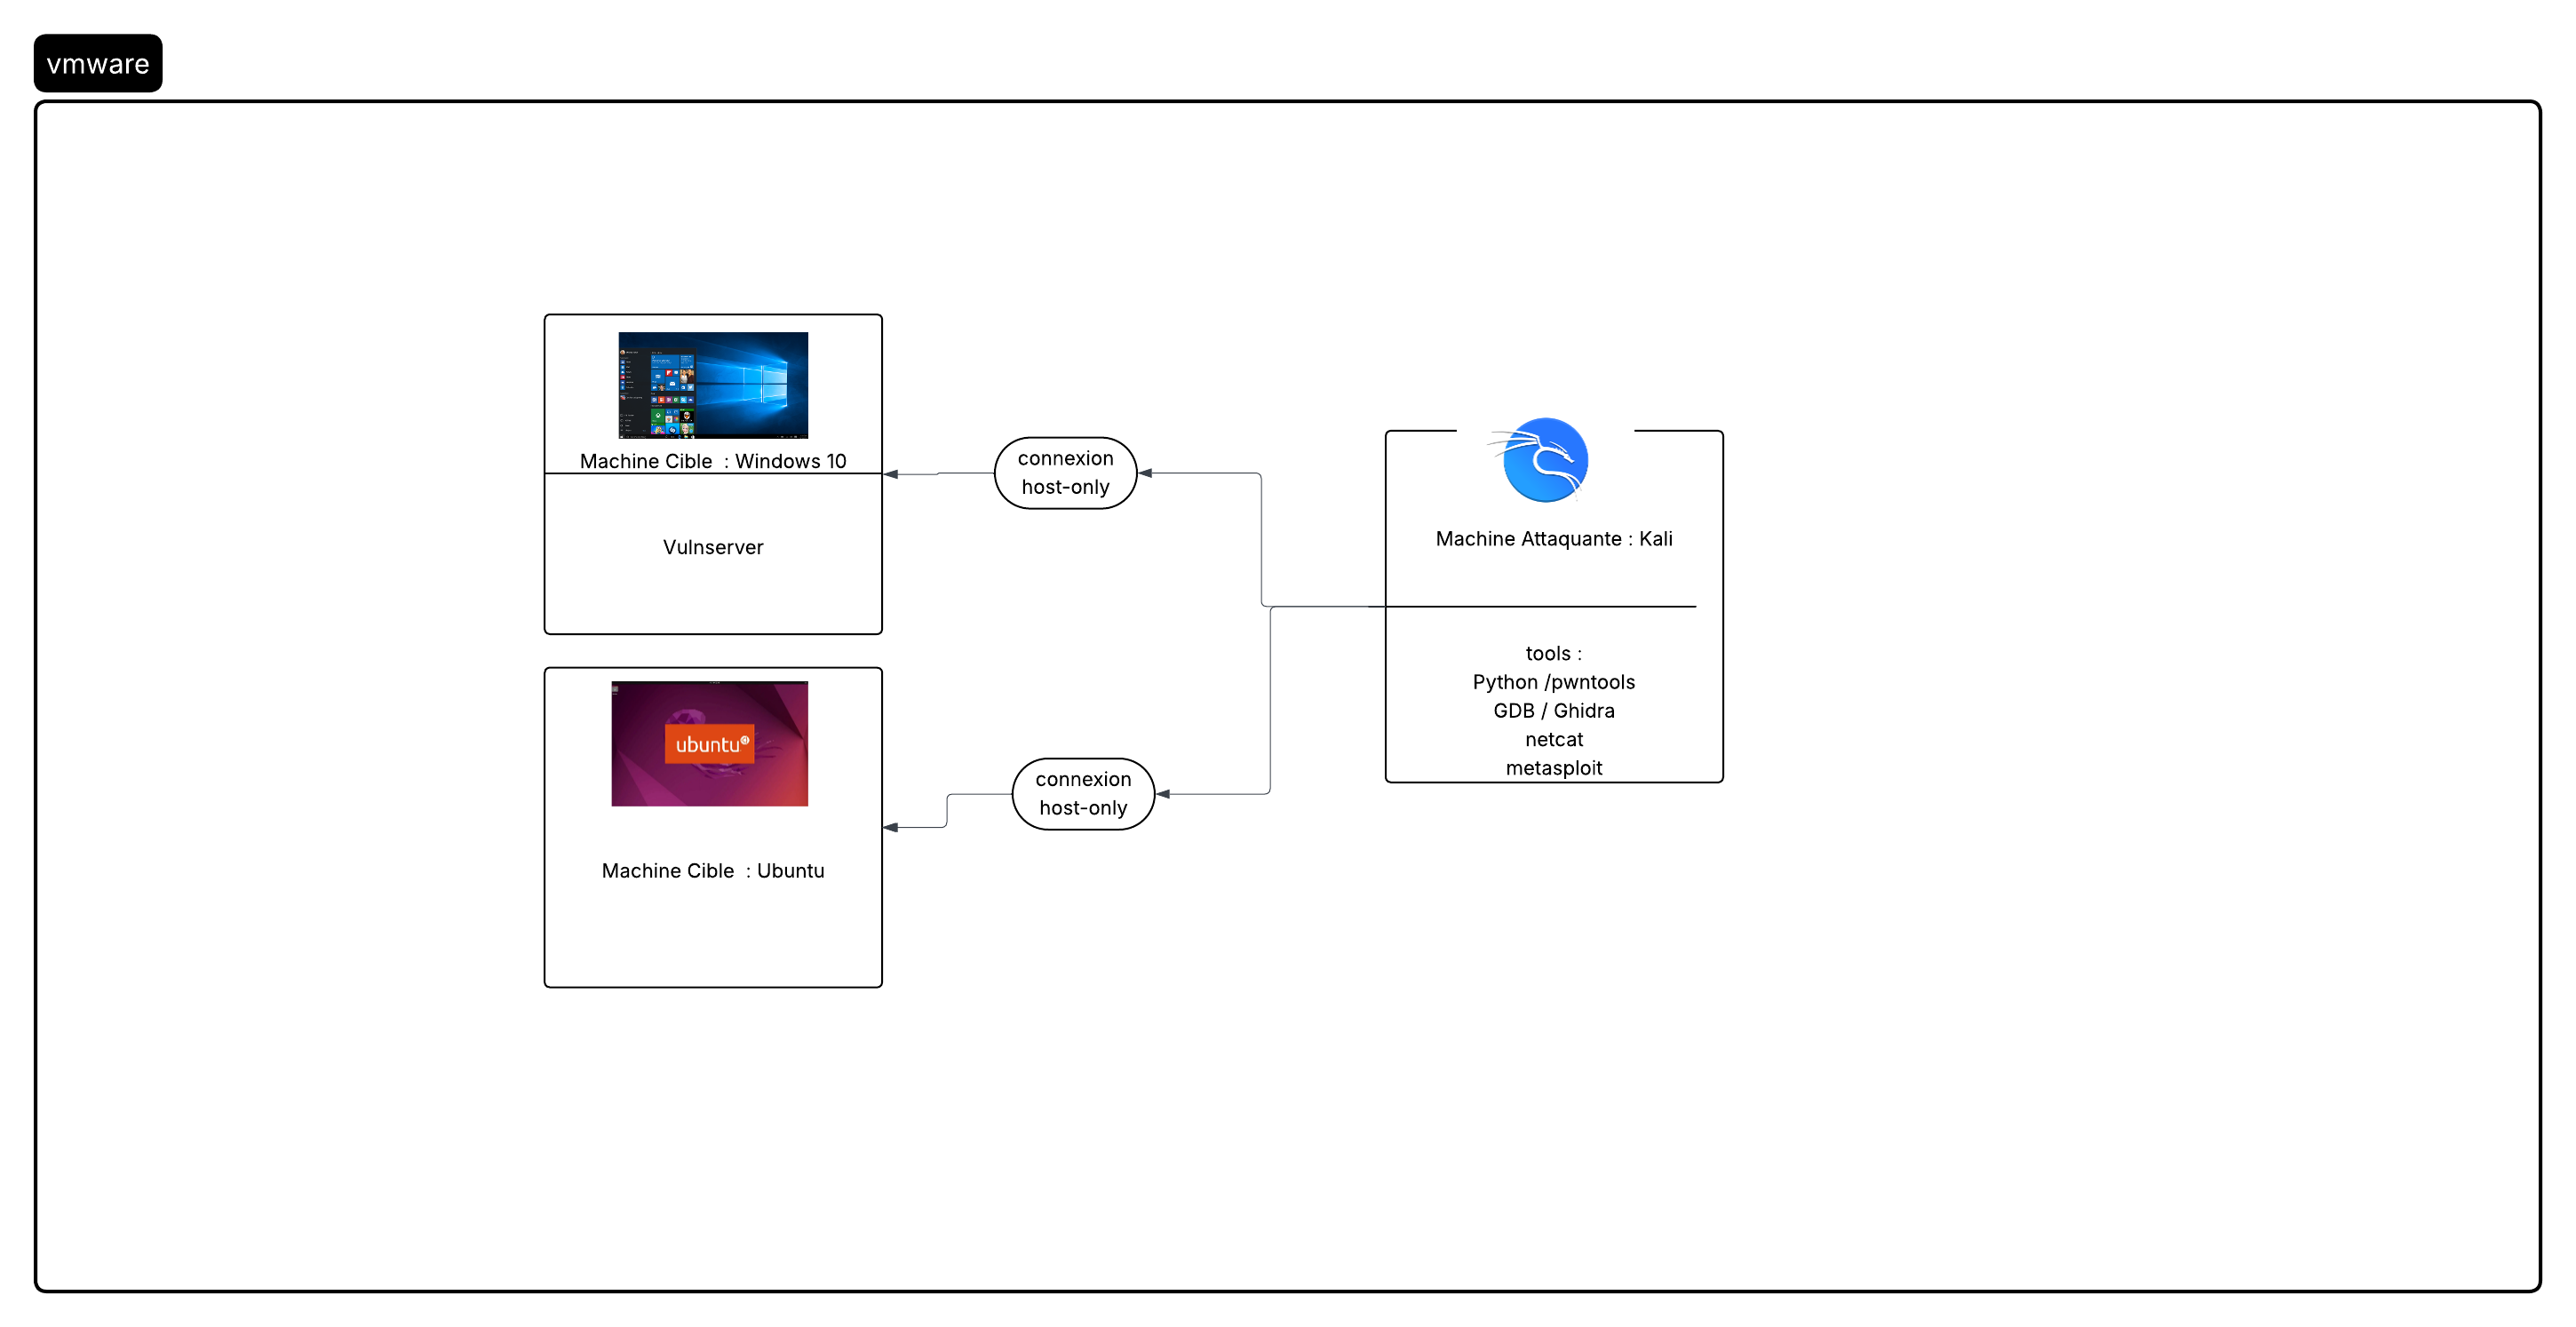 vmware
Machine Cible  : Windows 10
Vulnserver
connexion
host-only
Machine Attaquante : Kali
tools :
Python /pwntools
GDB / Ghidra
netcat
metasploit
ubuntu
connexion
host-only
Machine Cible  : Ubuntu